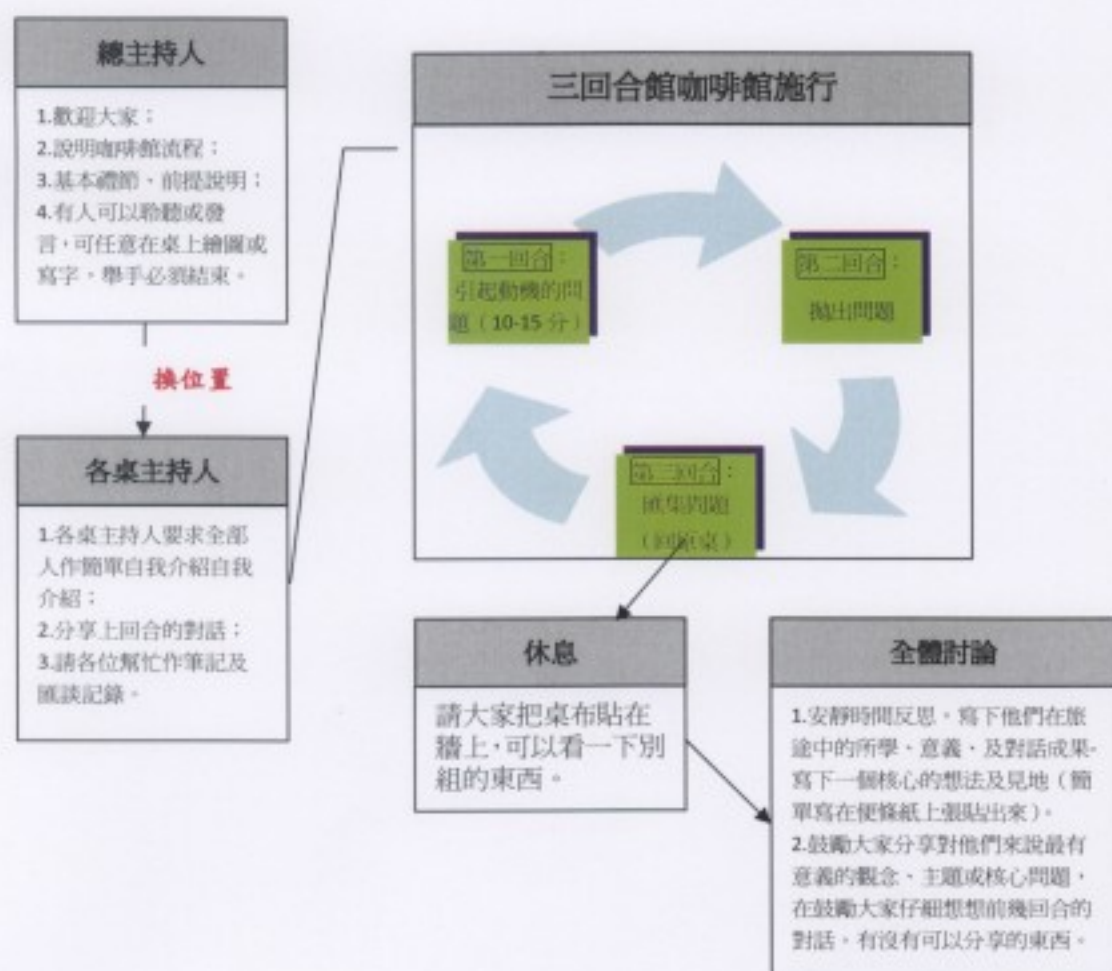 總主持人
1.歡迎大家;
2.說明咖啡館流程;
3.基本禮節、前提說明;
4.有人可以聆聽或發
言,可任意在桌上繪圖或
寫字,舉手必須結束。
換位置
各桌主持人
1.各桌主持人要求全部
人作簡單自我介紹自我
介紹;
2.分享上回合的對話;
3.請各位幫忙作筆記及
匯談記錄。
三回合館咖啡館施行
第一回合:
引起動機的問
題(10-15 分)
第二回合:
拋出問題
第三回合:
匯集問題
(回原桌)
休息
請大家把桌布貼在
牆上,可以看一下別
組的東西。
全體討論
1.安靜時間反思。寫下他們在旅
途中的所學、意義、及對話成果-
寫下一個核心的想法及見地(簡
單寫在便條紙上張貼出來)。
2.鼓勵大家分享對他們來說最有
意義的觀念、主題或核心問題,
在鼓勵大家仔細想想前幾回合的
對話,有沒有可以分享的東西。